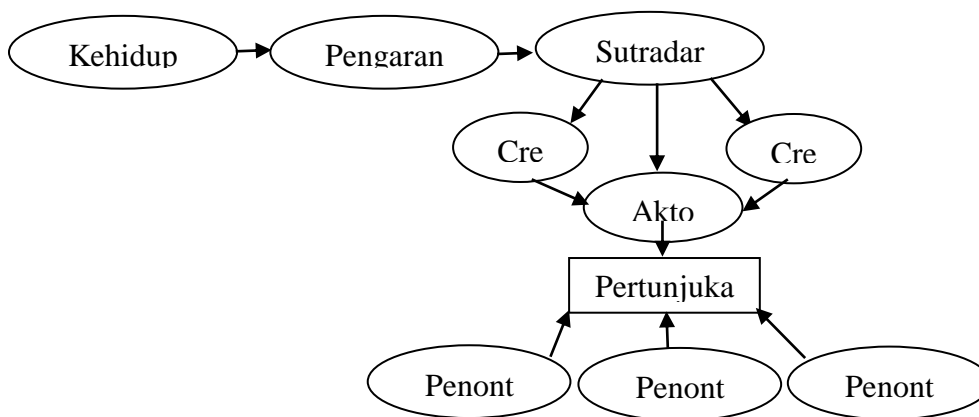 Kehidup
Pengaran
Sutradar
Cre
Cre
Akto
Pertunjuka
Penont
Penont
Penont